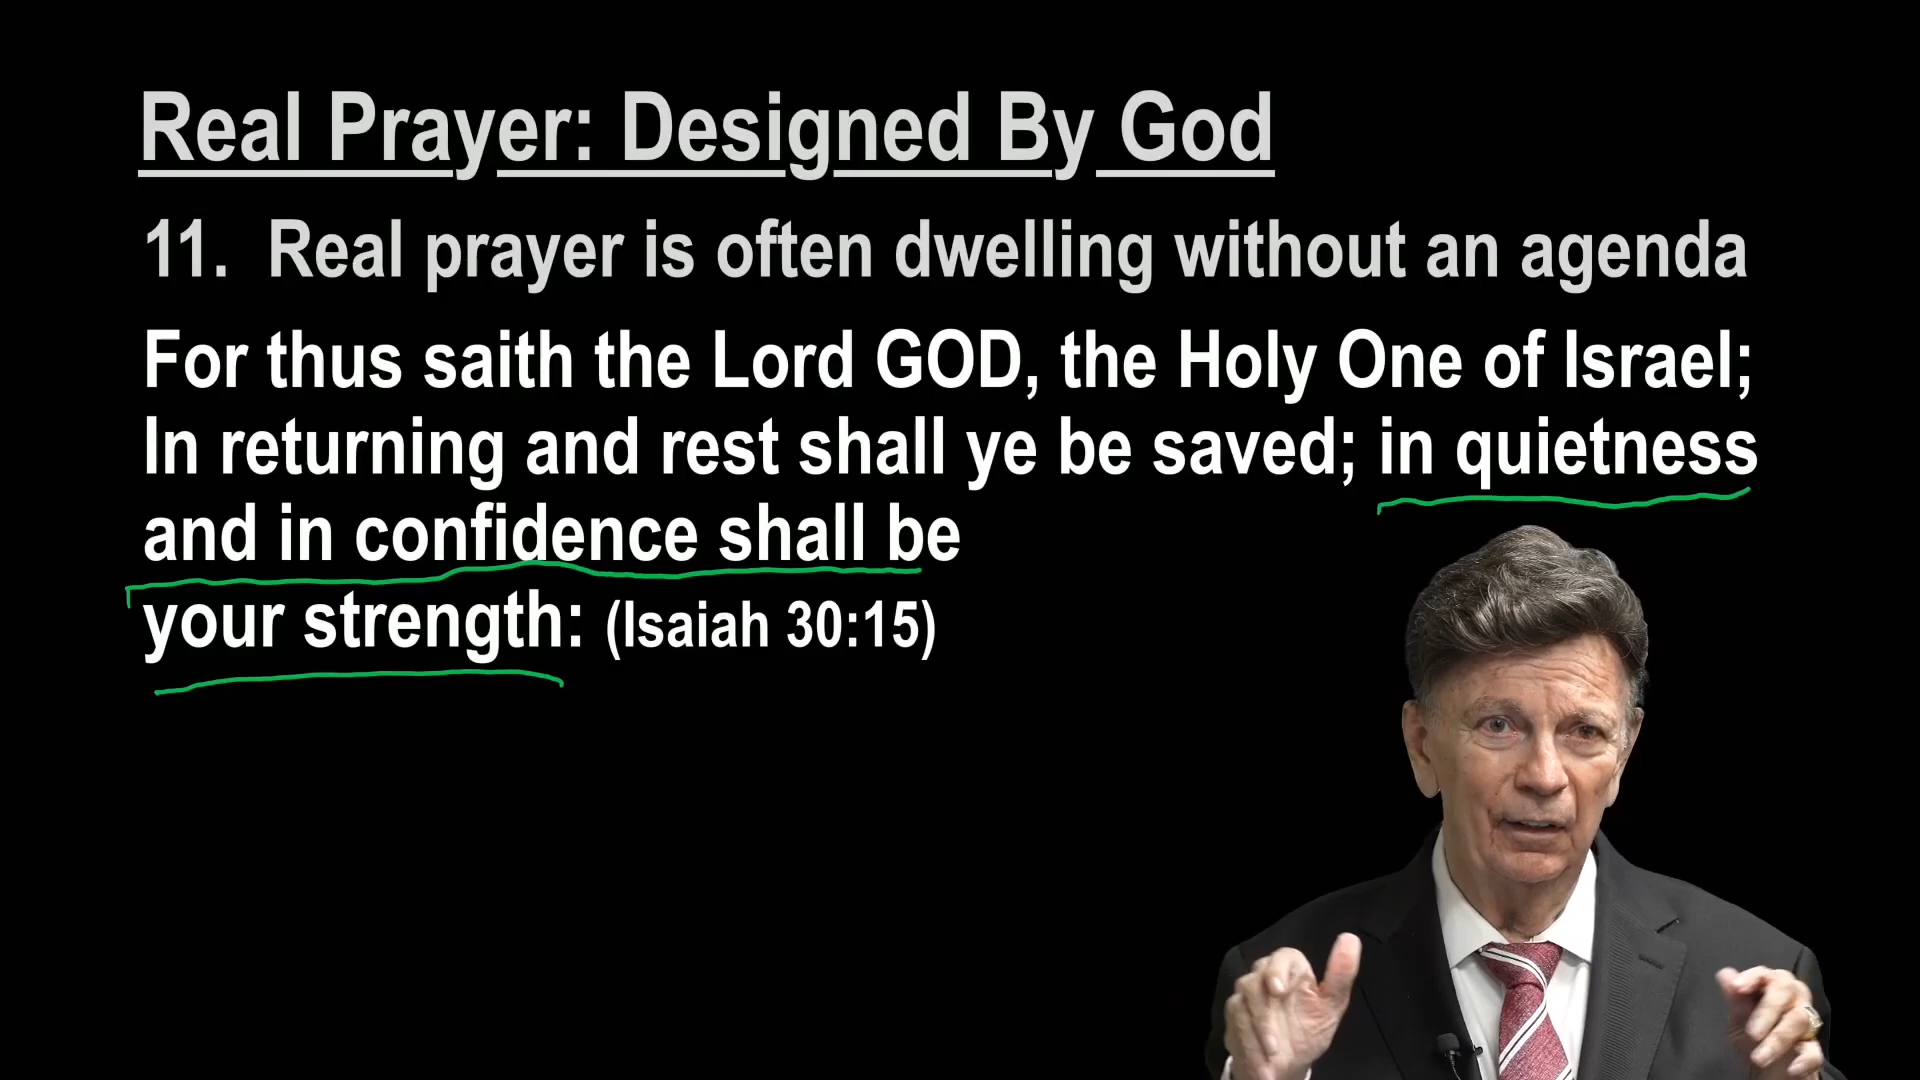 Real Prayer: Designed By God
11. Real prayer is often dwelling without an agenda
For thus saith the Lord GOD, the Holy One of Israel;
In returning and rest shall ye be saved; in quietness
and in confidence shall be
your strength: (Isaiah 30:15)